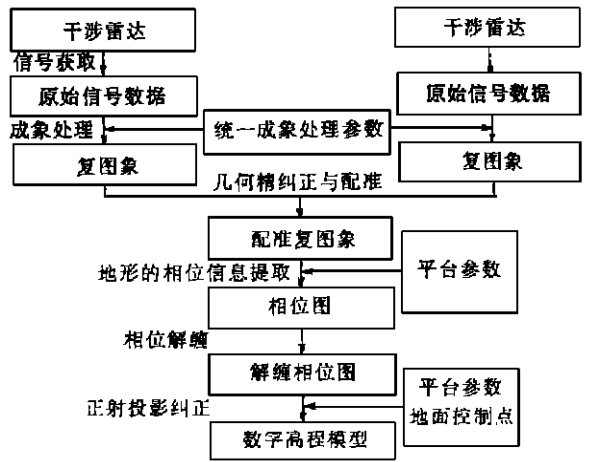 干涉雷达
干涉雷达
信号获取
原始信号数据
原始信号数据
成象处理
统一成象处理参数
复图象
复图象
几何精纠正与配准
配准复图象
地形的相位信息提取
平台参数
相位图
相位解缠
解缠相位图
正射投影纠正
平台参数
地面控制点
数字高程模型